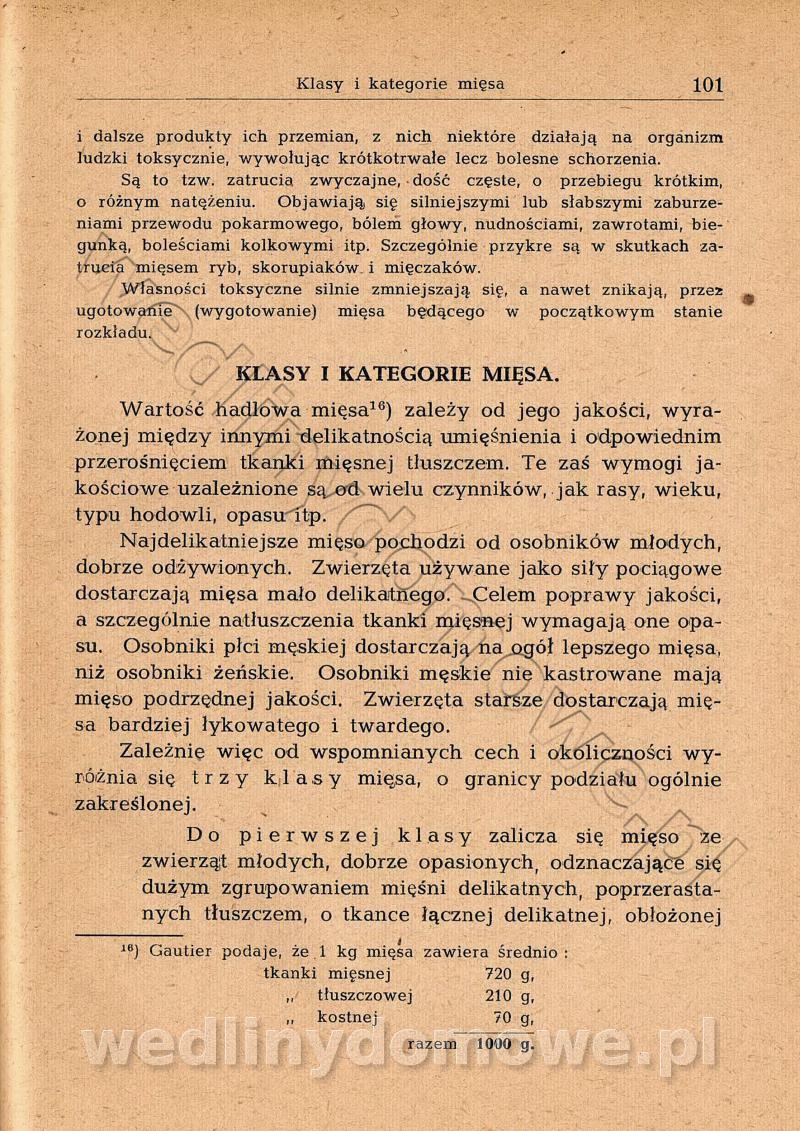 Klasy i kategorie mięsa 101
i dalsze produkty ich przemian, z nich niektóre działają na organizm
ludzki toksycznie, wywołując krótkotrwałe lecz bolesne schorzenia.
Są to tzw. zatrucia zwyczajne, dość częste, o przebiegu krótkim,
o różnym natężeniu. Objawiają się silniejszymi lub słabszymi zaburze-
niami przewodu pokarmowego, bólem głowy, nudnościami, zawrotami, bie-
gunką, boleściami kolkowymi itp. Szczególnie przykre są w skutkach za-
trucia mięsem ryb, skorupiaków i mięczaków.
Własności toksyczne silnie zmniejszają się, a nawet znikają, przez
ugotowanie (wygotowanie) mięsa będącego w początkowym stanie
rozkładu.
KLASY I KATEGORIE MIĘSA.
Wartość hadlowa mięsa¹⁶) zależy od jego jakości, wyra-
żonej między innymi delikatnością umięśnienia i odpowiednim
przerośnięciem tkanki mięsnej tłuszczem. Te zaś wymogi ja-
kościowe uzależnione są od wielu czynników, jak rasy, wieku,
typu hodowli, opasu itp.
Najdelikatniejsze mięso pochodzi od osobników młodych,
dobrze odżywionych. Zwierzęta używane jako siły pociągowe
dostarczają mięsa mało delikatnego. Celem poprawy jakości,
a szczególnie natłuszczenia tkanki mięsnej wymagają one opa-
su. Osobniki płci męskiej dostarczają na ogół lepszego mięsa,
niż osobniki żeńskie. Osobniki męskie nie kastrowane mają
mięso podrzędnej jakości. Zwierzęta starsze dostarczają mię-
sa bardziej łykowatego i twardego.
Zależnie więc od wspomnianych cech i okoliczności wy-
różnia się trzy klasy mięsa, o granicy podziału ogólnie
zakreślonej.
Do pierwszej klasy zalicza się mięso ze
zwierząt młodych, dobrze opasionych, odznaczające się
dużym zgrupowaniem mięśni delikatnych, poprzerasta-
nych tłuszczem, o tkance łącznej delikatnej, obłożonej
¹⁶) Gautier podaje, że 1 kg mięsa zawiera średnio :
tkanki mięsnej 720 g,
„ tłuszczowej 210 g,
„ kostnej 70 g,
razem 1000 g.
wedlinydomowe.pl
wedlinydomowe.pl